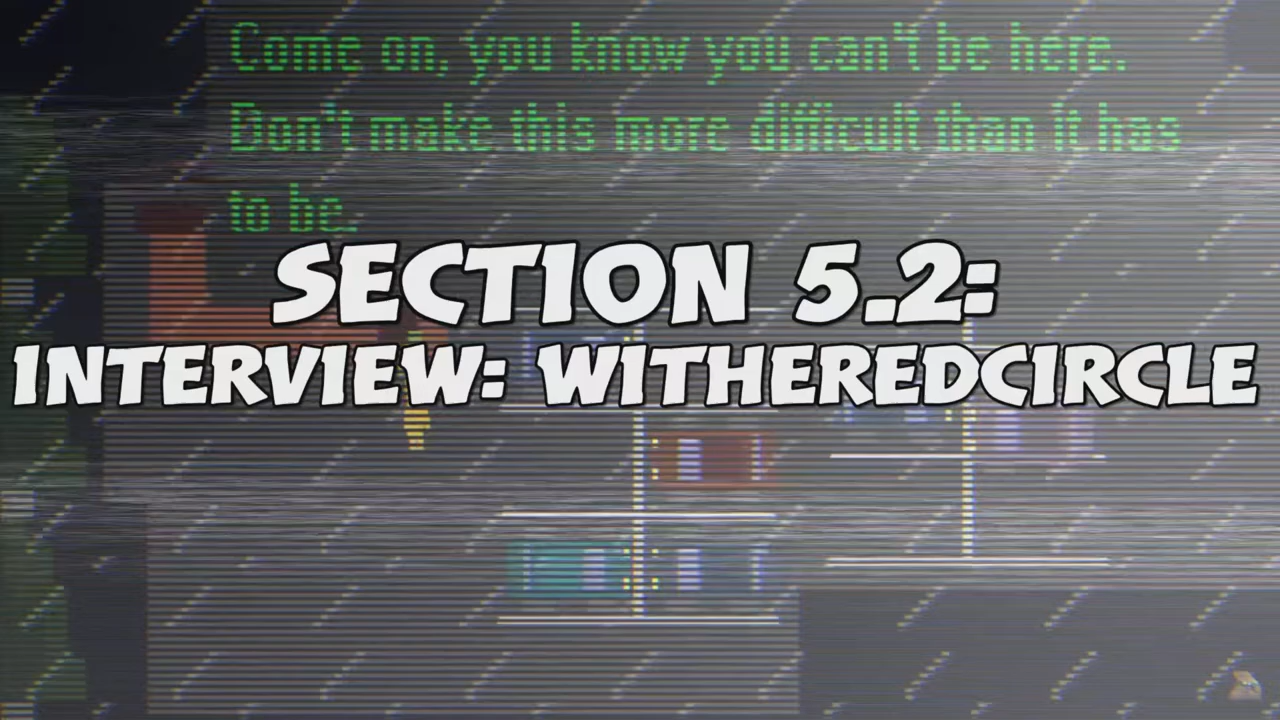 Come on, you know you can't be here.
Don't make this more difficult than it has
to be.
SECTION 5.2:
INTERVIEW: WITHEREDCIRCLE